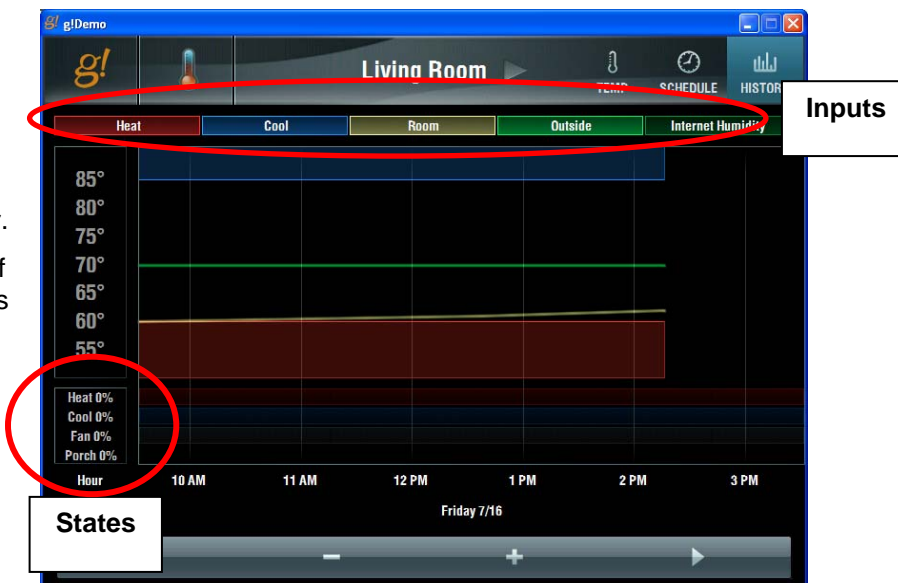 g! g!Demo
g!
Living Room
TEMP
SCHEDULE
HISTOR
Inputs
Heat
Cool
Room
Outside
Internet Humidity
85°
80°
75°
70°
65°
60°
55°
f
s
Heat 0%
Cool 0%
Fan 0%
Porch 0%
Hour
10 AM
11 AM
12 PM
1 PM
2 PM
3 PM
Friday 7/16
States